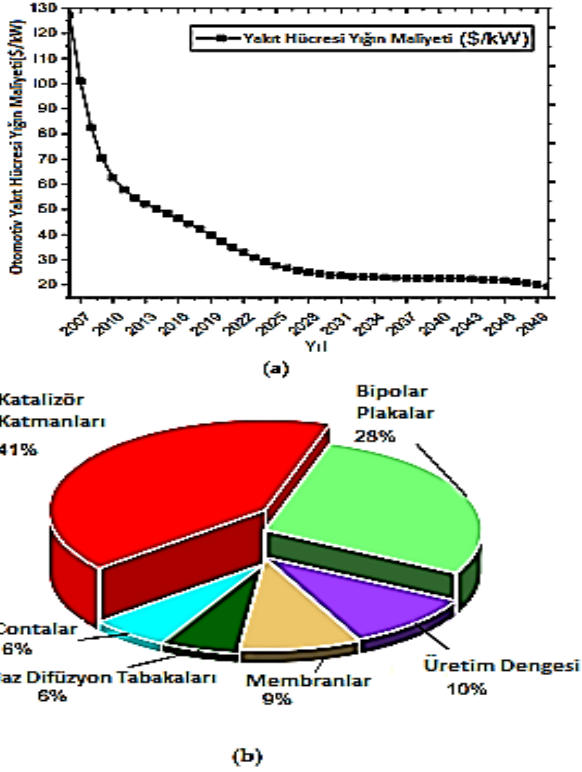 130
120
110
100
90
80
70
60
50
40
30
20
Otomotiv Yakıt Hücresi Yığın Maliyeti($/kW)
Yakıt Hücresi Yığın Maliyeti ($/kW)
2007 2010 2013 2016 2019 2022 2025 2028 2031 2034 2037 2040 2043 2046 2049
Yıl
(a)
Katalizör
Katmanları
41%
Bipolar
Plakalar
28%
Contalar
6%
Gaz Difüzyon Tabakaları
6%
Membranlar
9%
Üretim Dengesi
10%
(b)